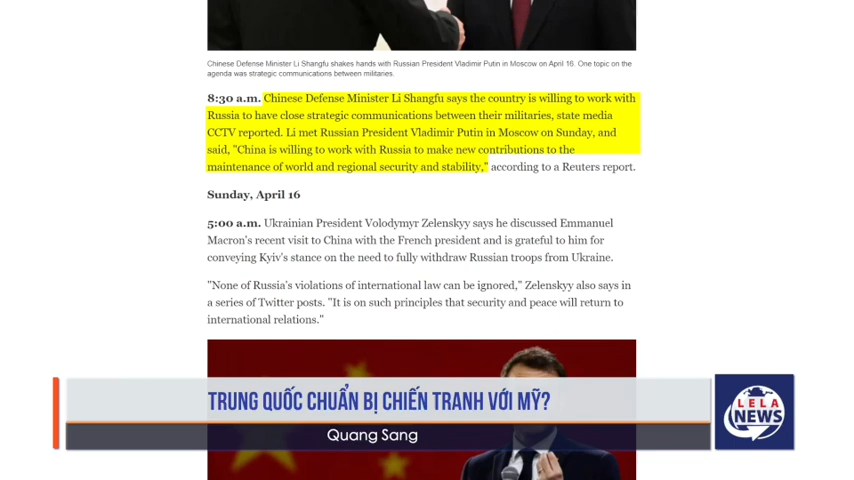 Chinese Defense Minister Li Shangfu shakes hands with Russian President Vladimir Putin in Moscow on April 16. One topic on the
agenda was strategic communications between militaries.
8:30 a.m. Chinese Defense Minister Li Shangfu says the country is willing to work with
Russia to have close strategic communications between their militaries, state media
CCTV reported. Li met Russian President Vladimir Putin in Moscow on Sunday, and
said, "China is willing to work with Russia to make new contributions to the
maintenance of world and regional security and stability," according to a Reuters report.
Sunday, April 16
5:00 a.m. Ukrainian President Volodymyr Zelenskyy says he discussed Emmanuel
Macron's recent visit to China with the French president and is grateful to him for
conveying Kyiv's stance on the need to fully withdraw Russian troops from Ukraine.
"None of Russia's violations of international law can be ignored," Zelenskyy also says in
a series of Twitter posts. "It is on such principles that security and peace will return to
international relations."
TRUNG QUỐC CHUẨN BỊ CHIẾN TRANH VỚI MỸ?
Quang Sang
LELA
NEWS